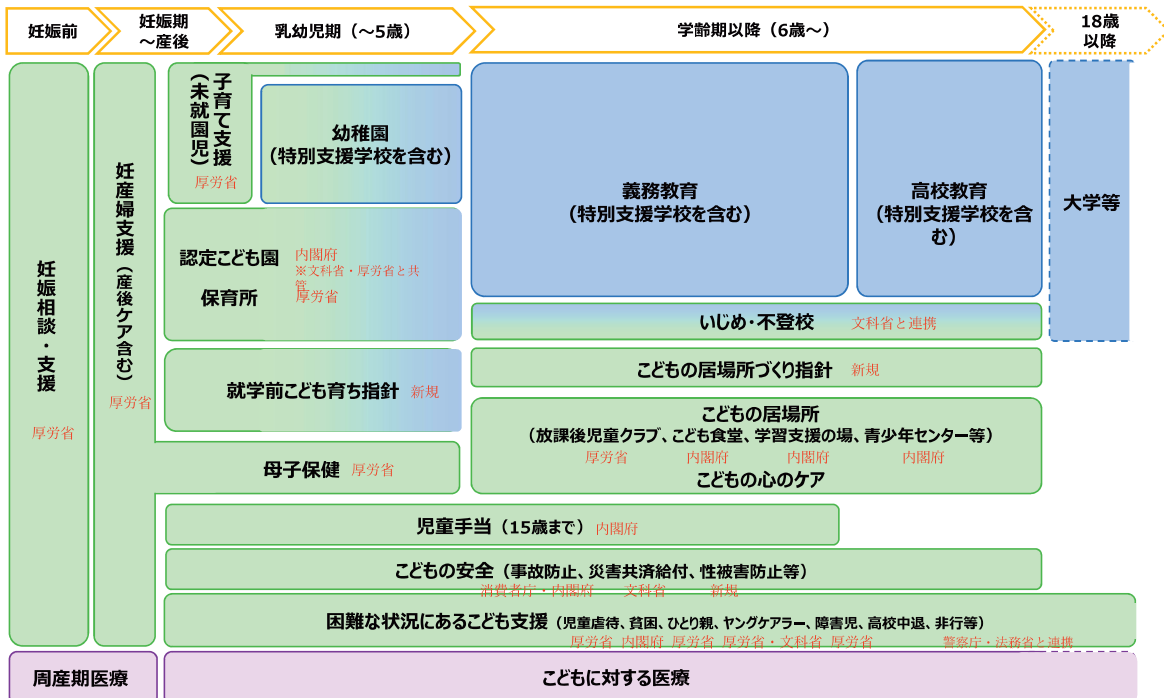 妊娠前
妊娠期
～産後
乳幼児期（～5歳）
学齢期以降（6歳～）
18歳
以降
妊娠相談・支援
厚労省
妊産婦支援（産後ケア含む）
厚労省
子育て支援
（未就園児）
厚労省
幼稚園
（特別支援学校を含む）
認定こども園
内閣府
※文科省・厚労省と共
管
保育所
厚労省
就学前こども育ち指針 新規
母子保健 厚労省
義務教育
（特別支援学校を含む）
高校教育
（特別支援学校を含
む）
大学等
いじめ・不登校 文科省と連携
こどもの居場所づくり指針 新規
こどもの居場所
（放課後児童クラブ、こども食堂、学習支援の場、青少年センター等）
厚労省 内閣府 内閣府 内閣府
こどもの心のケア
児童手当（15歳まで） 内閣府
こどもの安全（事故防止、災害共済給付、性被害防止等）
消費者庁・内閣府 文科省 新規
困難な状況にあるこども支援（児童虐待、貧困、ひとり親、ヤングケアラー、障害児、高校中退、非行等）
厚労省 内閣府 厚労省 厚労省・文科省 厚労省 警察庁・法務省と連携
周産期医療
こどもに対する医療